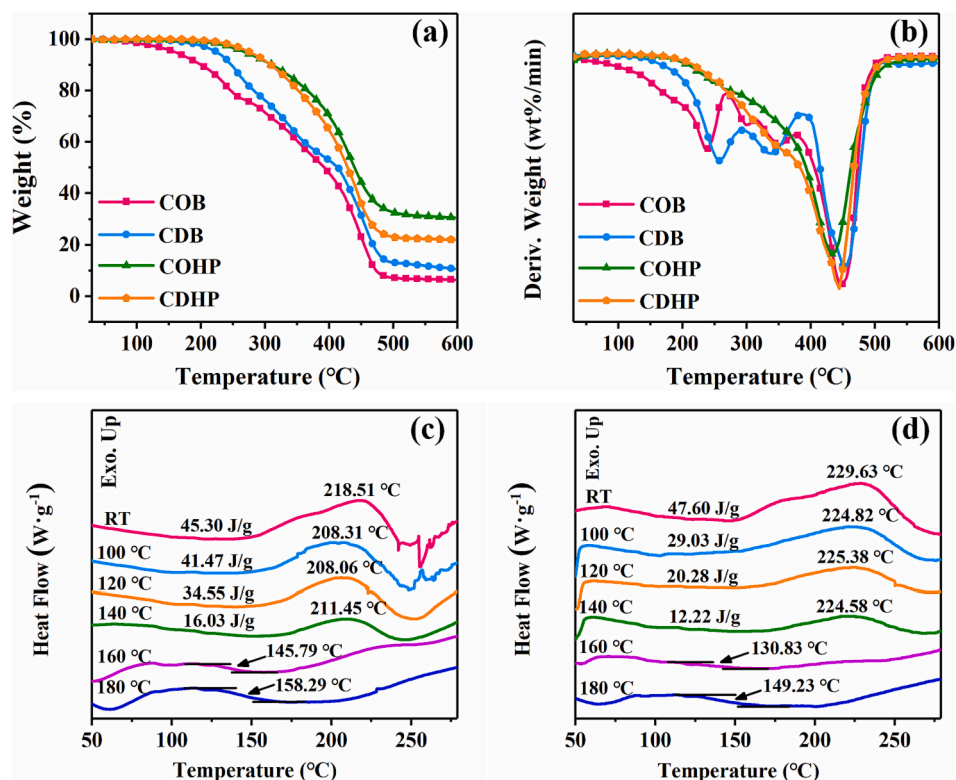 (a)
Weight (%)
100
80
60
40
20
0
COB
CDB
COHP
CDHP
100 200 300 400 500 600
Temperature (℃)
(b)
Deriv. Weight (wt%/min)
COB
CDB
COHP
CDHP
100 200 300 400 500 600
Temperature (℃)
(c)
Exo. Up
Heat Flow (W·g-1)
218.51 ℃
RT 45.30 J/g
208.31 ℃
100 ℃ 41.47 J/g
208.06 ℃
120 ℃ 34.55 J/g
211.45 ℃
140 ℃ 16.03 J/g
160 ℃ 145.79 ℃
180 ℃ 158.29 ℃
50 100 150 200 250
Temperature (℃)
(d)
Exo. Up
Heat Flow (W·g-1)
229.63 ℃
RT 47.60 J/g
224.82 ℃
100 ℃ 29.03 J/g
225.38 ℃
120 ℃ 20.28 J/g
224.58 ℃
140 ℃ 12.22 J/g
160 ℃ 130.83 ℃
180 ℃ 149.23 ℃
50 100 150 200 250
Temperature (℃)